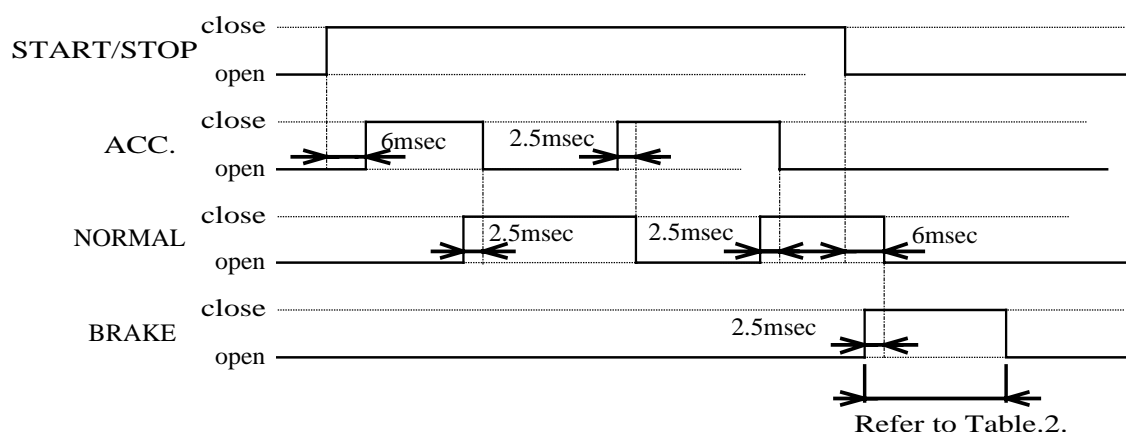 close
START/STOP
open
close
ACC.
6msec
2.5msec
open
close
NORMAL
2.5msec
2.5msec
6msec
open
close
BRAKE
2.5msec
open
Refer to Table.2.